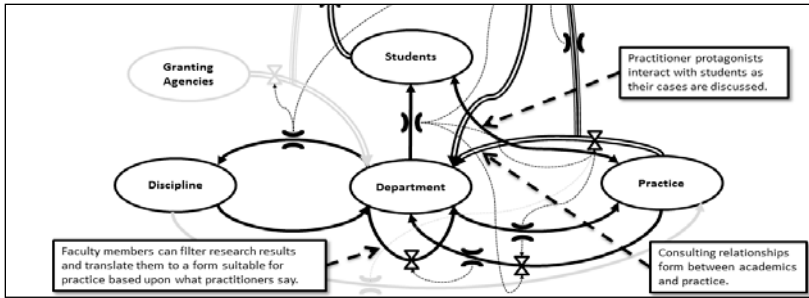 Students
Granting
Agencies
Practitioner protagonists
interact with students as
their cases are discussed.
Discipline
Department
Practice
Faculty members can filter research results
and translate them to a form suitable for
practice based upon what practitioners say.
Consulting relationships
form between academics
and practice.